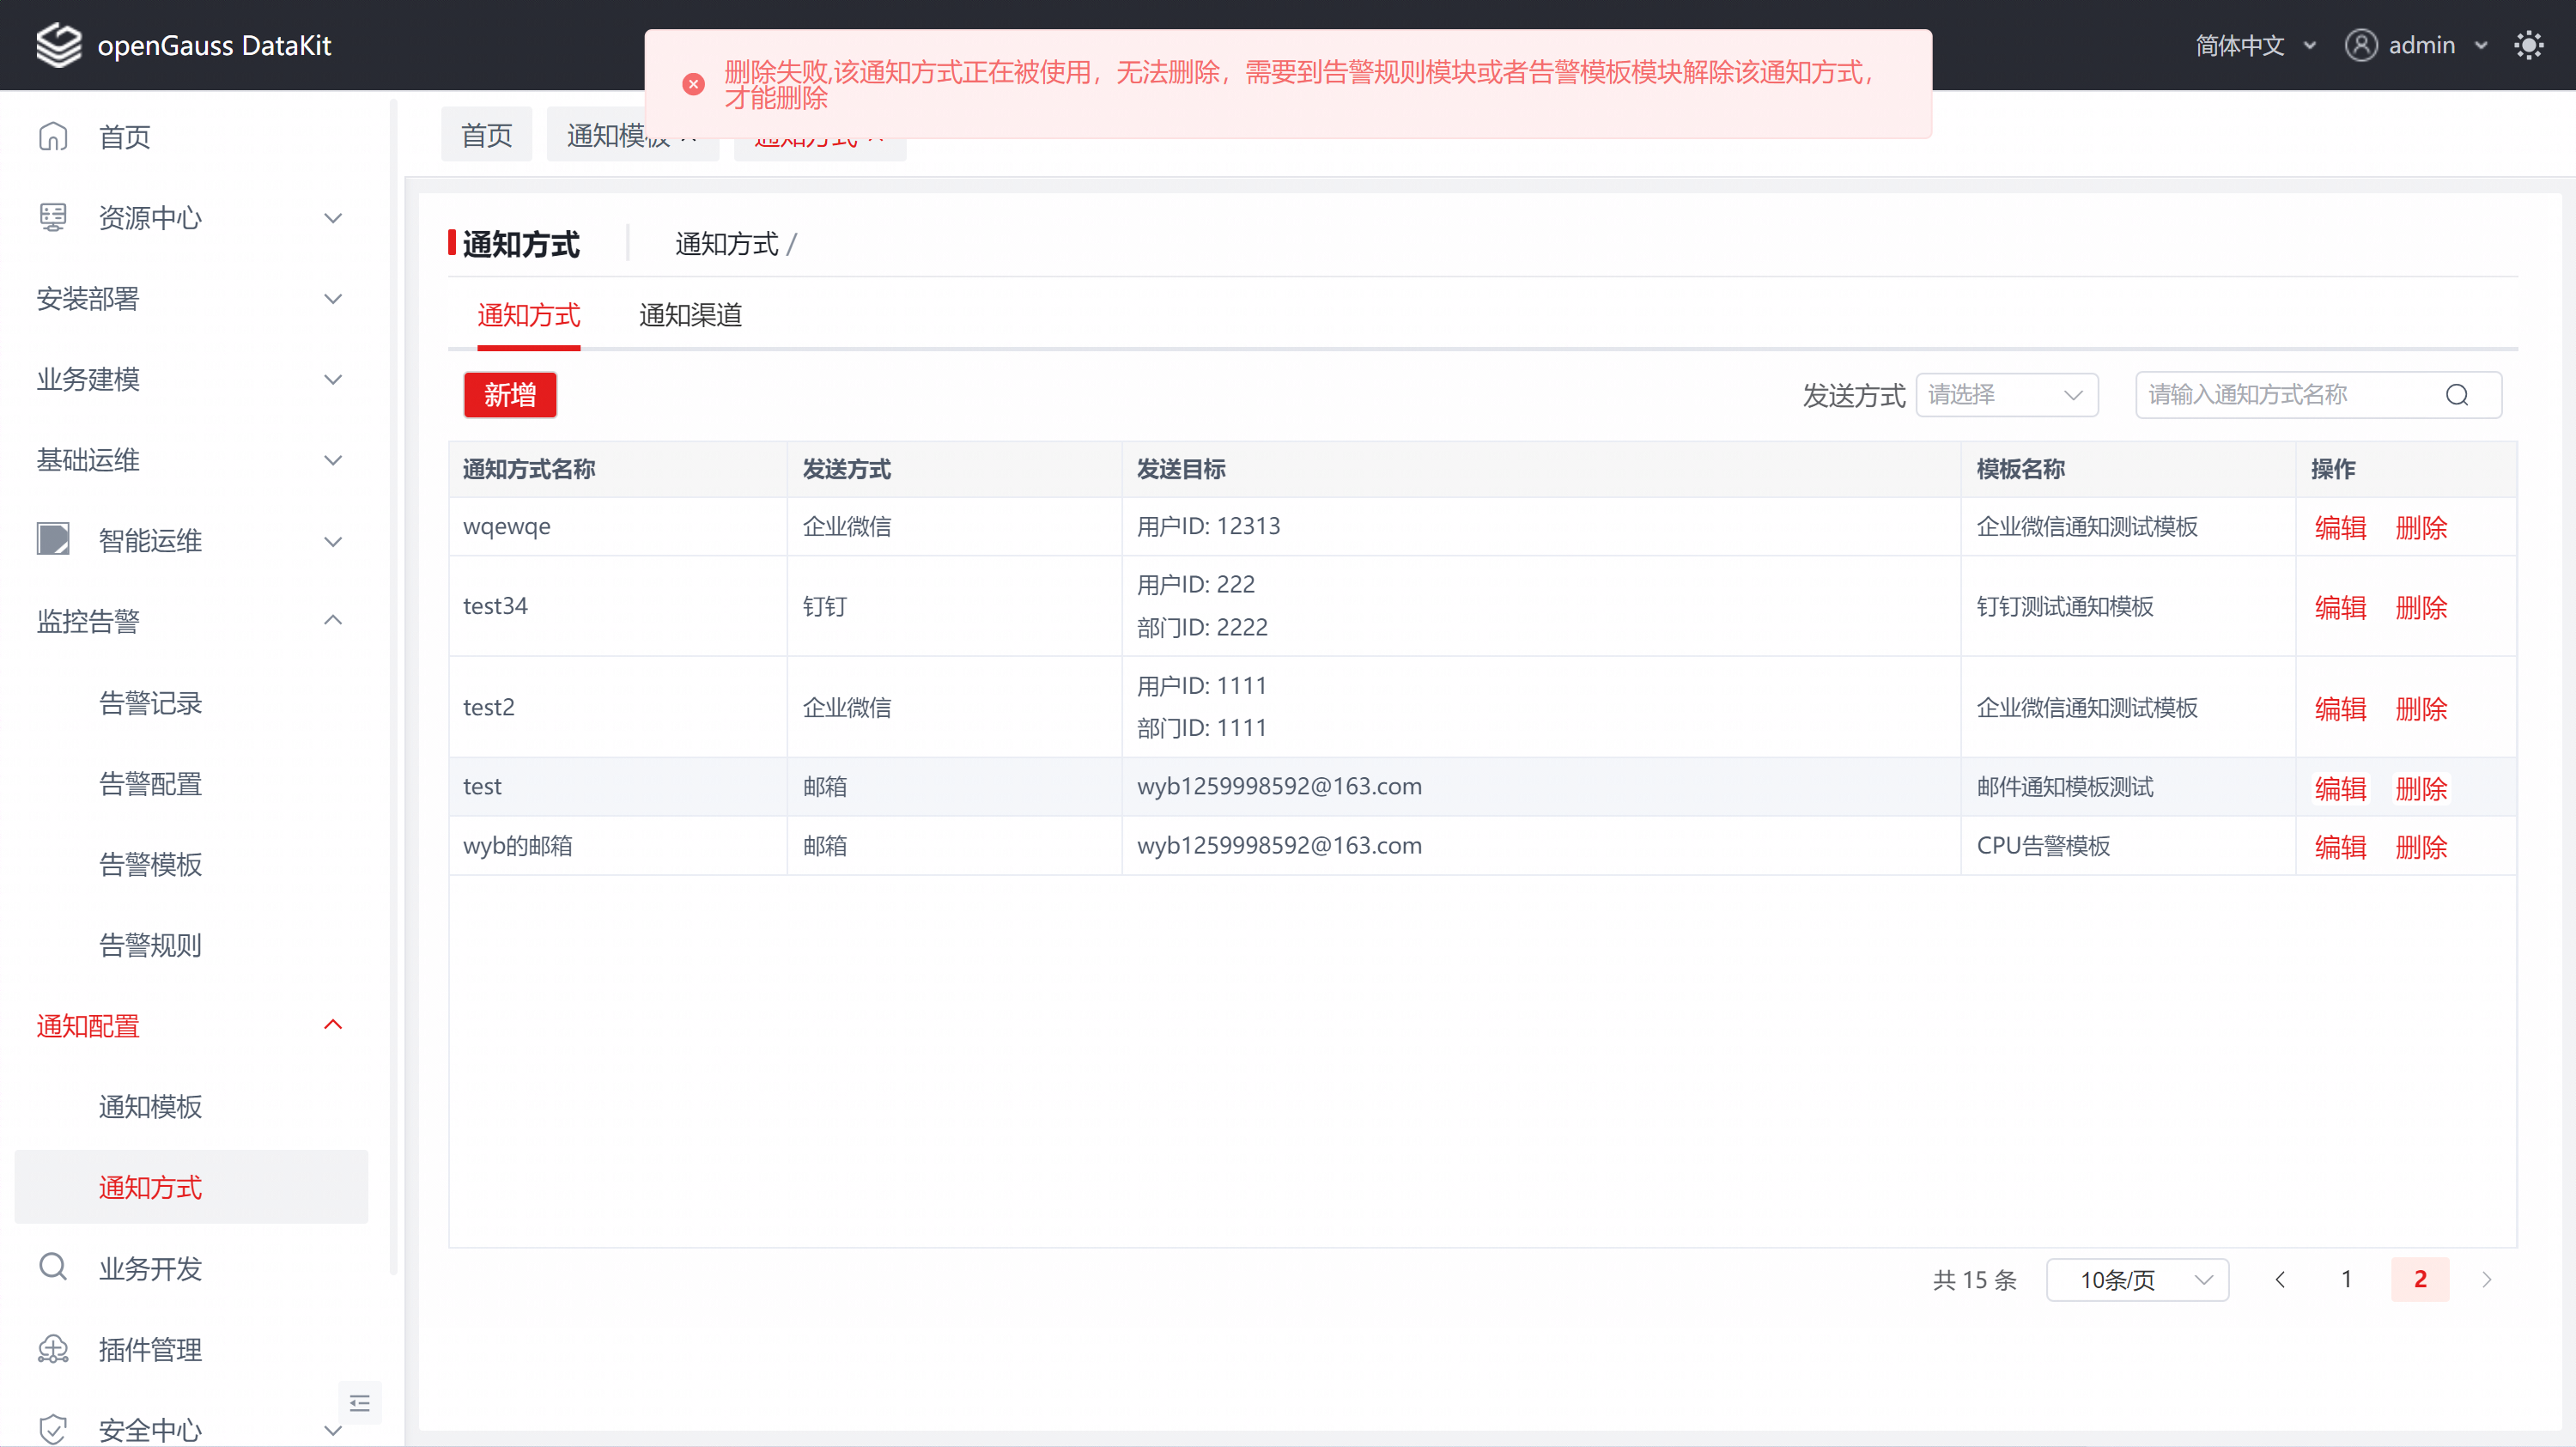 openGauss DataKit
简体中文
admin
删除失败,该通知方式正在被使用，无法删除，需要到告警规则模块或者告警模板模块解除该通知方式，
才能删除
首页
资源中心
安装部署
业务建模
基础运维
智能运维
监控告警
告警记录
告警配置
告警模板
告警规则
通知配置
通知模板
通知方式
业务开发
插件管理
安全中心
首页 通知模板 通知方式
通知方式 通知方式 /
通知方式 通知渠道
新增 发送方式 请选择 请输入通知方式名称
通知方式名称 发送方式 发送目标 模板名称 操作
wqewqe 企业微信 用户ID: 12313 企业微信通知测试模板 编辑 删除
test34 钉钉 用户ID: 222
部门ID: 2222 钉钉测试通知模板 编辑 删除
test2 企业微信 用户ID: 1111
部门ID: 1111 企业微信通知测试模板 编辑 删除
test 邮箱 wyb1259998592@163.com 邮件通知模板测试 编辑 删除
wyb的邮箱 邮箱 wyb1259998592@163.com CPU告警模板 编辑 删除
共 15 条 10条/页 1 2